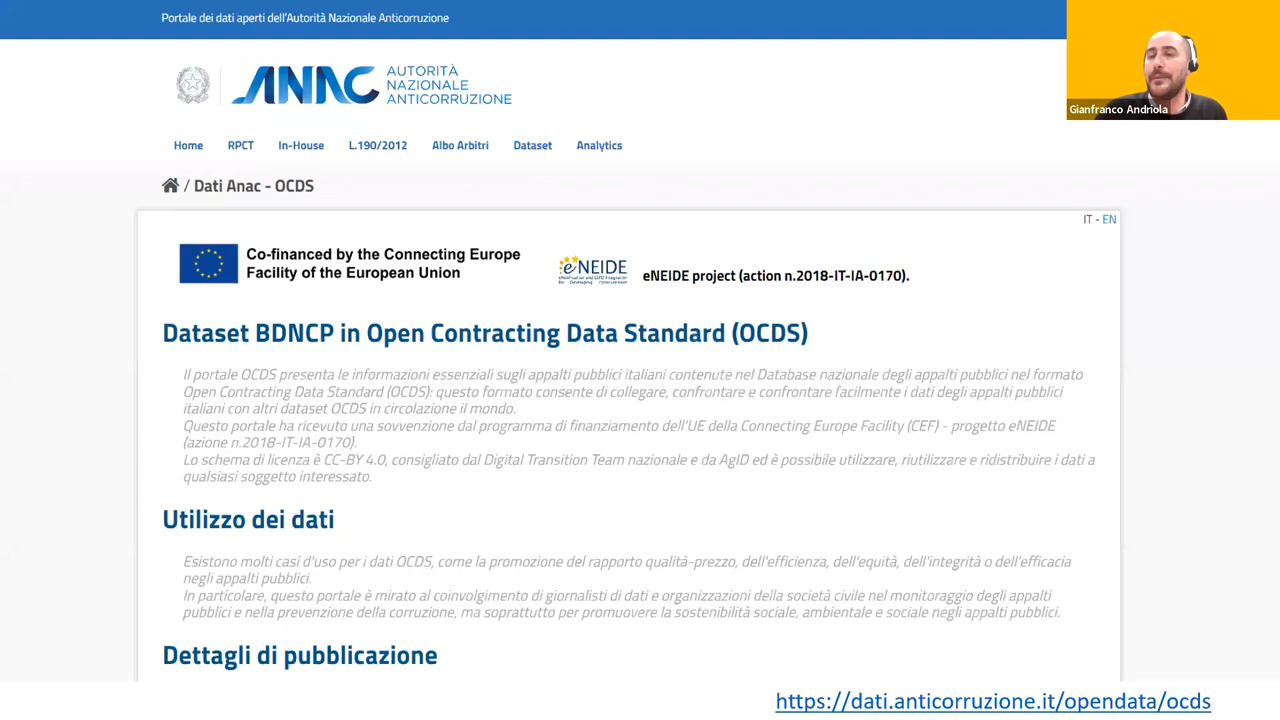 Portale dei dati aperti dell'Autorità Nazionale Anticorruzione
Gianfranco Andriola
ANAC
AUTORITÀ
NAZIONALE
ANTICORRUZIONE
Home RPCT In-House L.190/2012 Albo Arbitri Dataset Analytics
/ Dati Anac - OCDS
IT - EN
Co-financed by the Connecting Europe
Facility of the European Union
eNEIDE
eNEIDE project (action n.2018-IT-IA-0170).
Dataset BDNCP in Open Contracting Data Standard (OCDS)
Il portale OCDS presenta le informazioni essenziali sugli appalti pubblici italiani contenute nel Database nazionale degli appalti pubblici nel formato
Open Contracting Data Standard (OCDS): questo formato consente di collegare, confrontare e confrontare facilmente i dati degli appalti pubblici
italiani con altri dataset OCDS in circolazione il mondo.
Questo portale ha ricevuto una sovvenzione dal programma di finanziamento dell'UE della Connecting Europe Facility (CEF) - progetto eNEIDE
(azione n.2018-IT-IA-0170).
Lo schema di licenza è CC-BY 4.0, consigliato dal Digital Transition Team nazionale e da AgID ed è possibile utilizzare, riutilizzare e ridistribuire i dati a
qualsiasi soggetto interessato.
Utilizzo dei dati
Esistono molti casi d'uso per i dati OCDS, come la promozione del rapporto qualità-prezzo, dell'efficienza, dell'equità, dell'integrità o dell'efficacia
negli appalti pubblici.
In particolare, questo portale è mirato al coinvolgimento di giornalisti di dati e organizzazioni della società civile nel monitoraggio degli appalti
pubblici e nella prevenzione della corruzione, ma soprattutto per promuovere la sostenibilità sociale, ambientale e sociale negli appalti pubblici.
Dettagli di pubblicazione
https://dati.anticorruzione.it/opendata/ocds